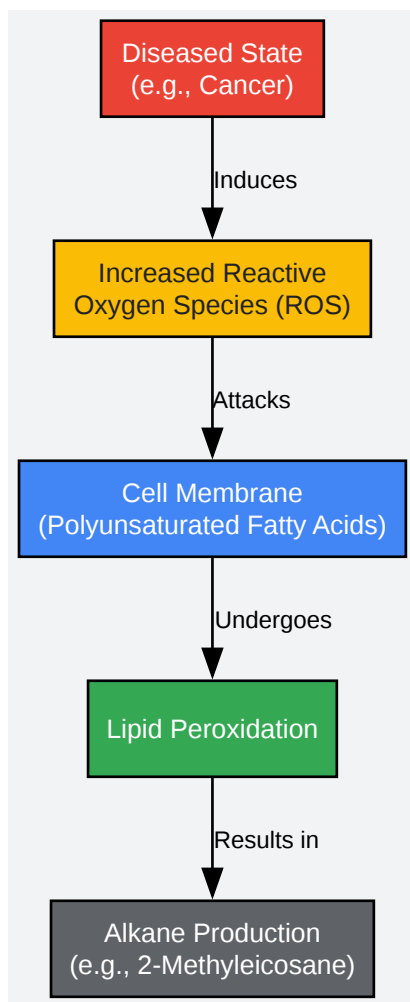 Diseased State
(e.g., Cancer)
Induces
Increased Reactive
Oxygen Species (ROS)
Attacks
Cell Membrane
(Polyunsaturated Fatty Acids)
Undergoes
Lipid Peroxidation
Results in
Alkane Production
(e.g., 2-Methyleicosane)